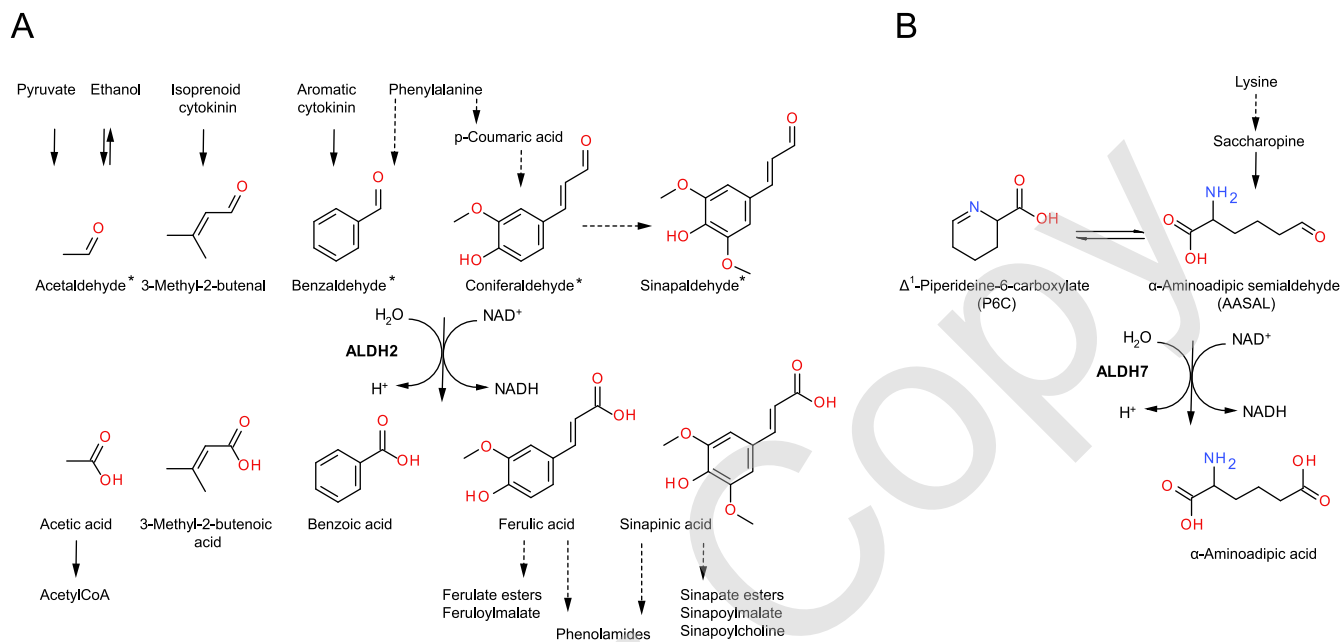 A
B
Pyruvate
Ethanol
Isoprenoid
cytokinin
Aromatic
cytokinin
Phenylalanine
p-Coumaric acid
O
O
O
O
O
HO
O
O
HO
O
Acetaldehyde*
3-Methyl-2-butenal
Benzaldehyde*
Coniferaldehyde*
Sinapaldehyde*
H₂O
NAD⁺
ALDH2
H⁺
NADH
O
OH
O
OH
O
OH
O
OH
O
HO
O
OH
O
HO
O
Acetic acid
3-Methyl-2-butenoic
acid
Benzoic acid
Ferulic acid
Sinapinic acid
AcetylCoA
Ferulate esters
Feruloylmalate
Phenolamides
Sinapate esters
Sinapoylmalate
Sinapoylcholine
Lysine
Saccharopine
N
O
OH
NH₂
O
OH
O
Δ¹-Piperideine-6-carboxylate
(P6C)
α-Aminoadipic semialdehyde
(AASAL)
H₂O
NAD⁺
ALDH7
H⁺
NADH
NH₂
O
OH
OH
O
α-Aminoadipic acid
Copy